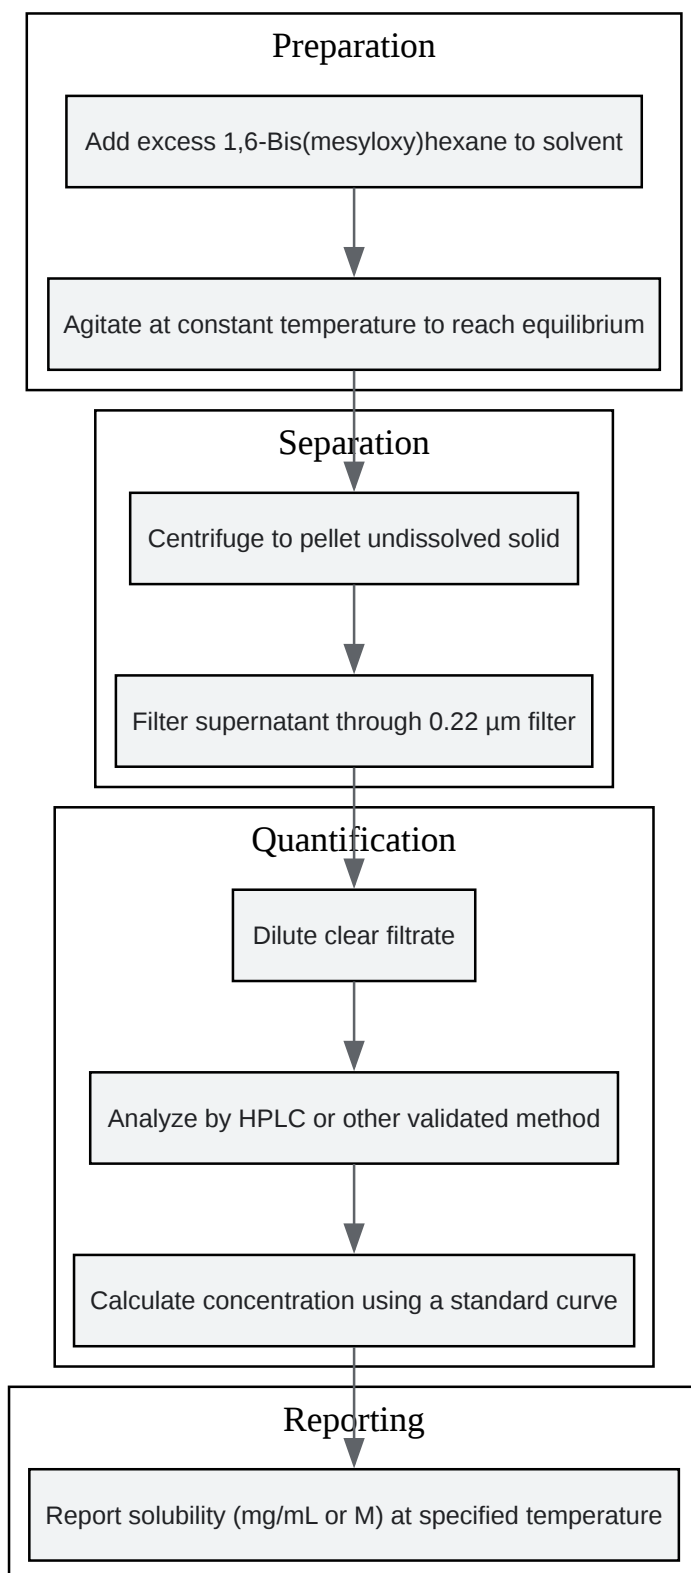 Preparation
Add excess 1,6-Bis(mesyloxy)hexane to solvent
Agitate at constant temperature to reach equilibrium
Separation
Centrifuge to pellet undissolved solid
Filter supernatant through 0.22 µm filter
Quantification
Dilute clear filtrate
Analyze by HPLC or other validated method
Calculate concentration using a standard curve
Reporting
Report solubility (mg/mL or M) at specified temperature